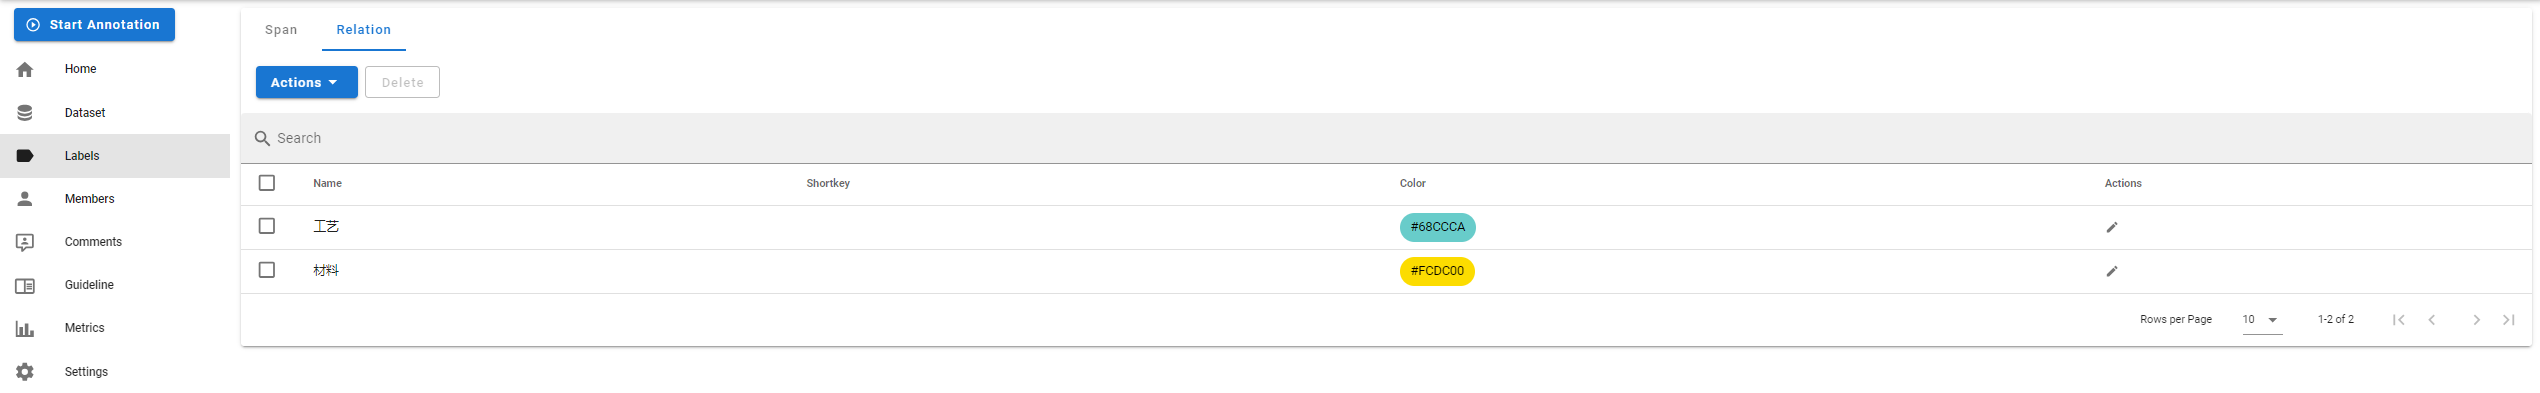 Start Annotation
Home
Dataset
Labels
Members
Comments
Guideline
Metrics
Settings
Span Relation
Actions Delete
Search
Name Shortkey Color Actions
工艺 #68CCCA
材料 #FCDC00
Rows per Page 10 1-2 of 2